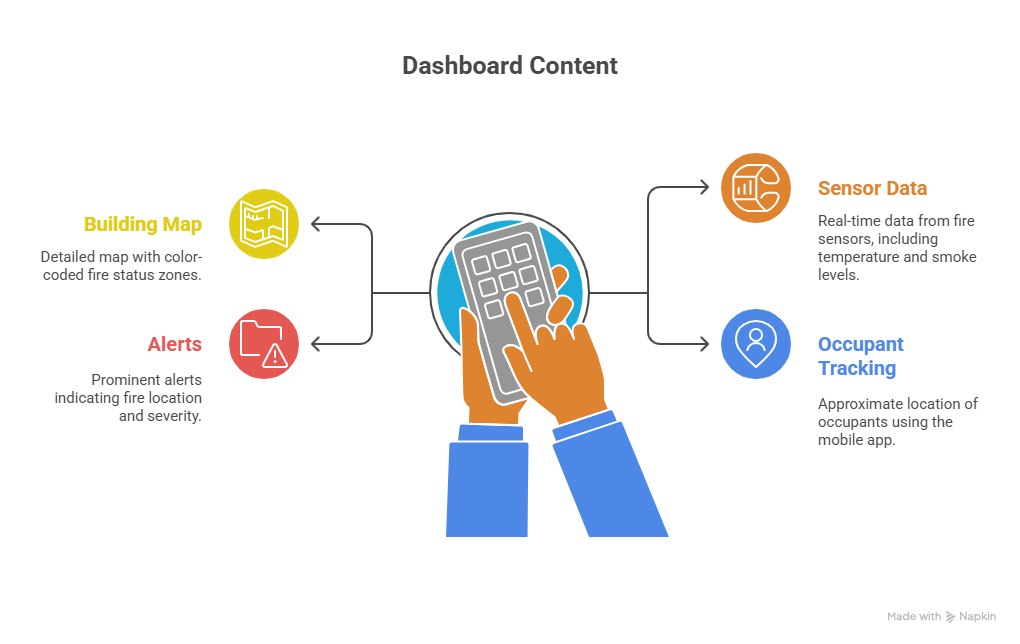 Dashboard Content
Building Map
Detailed map with color-
coded fire status zones.
Alerts
Prominent alerts
indicating fire location
and severity.
Sensor Data
Real-time data from fire
sensors, including
temperature and smoke
levels.
Occupant
Tracking
Approximate location of
occupants using the
mobile app.
Made with Napkin